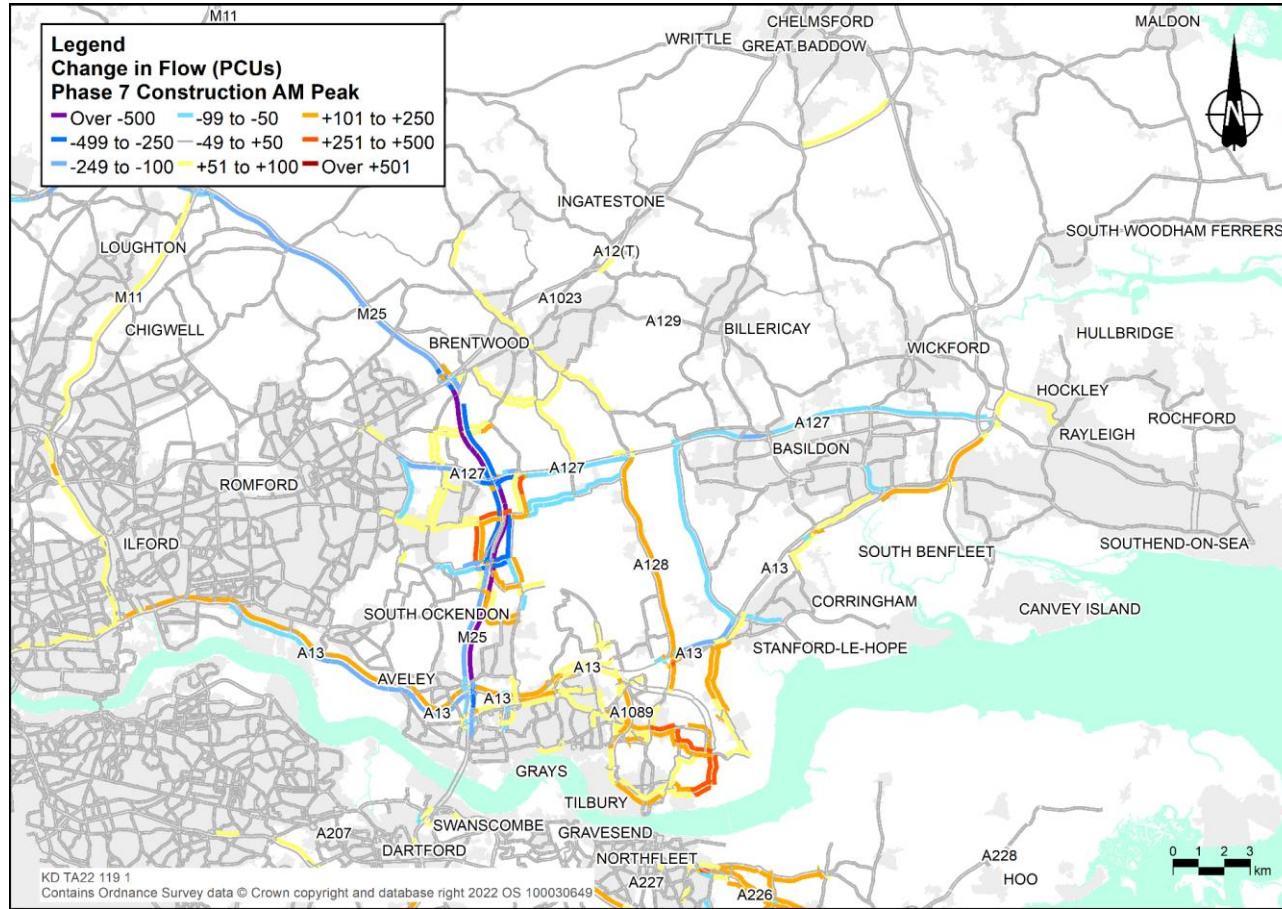 M11
CHELMSFORD
MALDON
WRITTLE
GREAT BADDOW
Legend
Change in Flow (PCUs)
Phase 7 Construction AM Peak
Over -500
-99 to -50
+101 to +250
-499 to -250
-49 to +50
+251 to +500
-249 to -100
+51 to +100
Over +501
N
INGATESTONE
SOUTH WOODHAM FERRERS
LOUGHTON
A12(T)
M11
A1023
M25
CHIGWELL
A129
BILLERICAY
HULLBRIDGE
BRENTWOOD
WICKFORD
HOCKLEY
ROCHFORD
A127
RAYLEIGH
BASILDON
A127
A127
ROMFORD
ILFORD
SOUTH BENFLEET
SOUTHEND-ON-SEA
A128
A13
CORRINGHAM
CANVEY ISLAND
SOUTH OCKENDON
M25
STANFORD-LE-HOPE
A13
A13
AVELEY
A13
A13
A13
A1089
GRAYS
TILBURY
SWANSCOMBE
GRAVESEND
A207
DARTFORD
NORTHFLEET
A228
HOO
A227
A226
0 1 2 3
km
KD TA22 119 1
Contains Ordnance Survey data © Crown copyright and database right 2022 OS 100030649